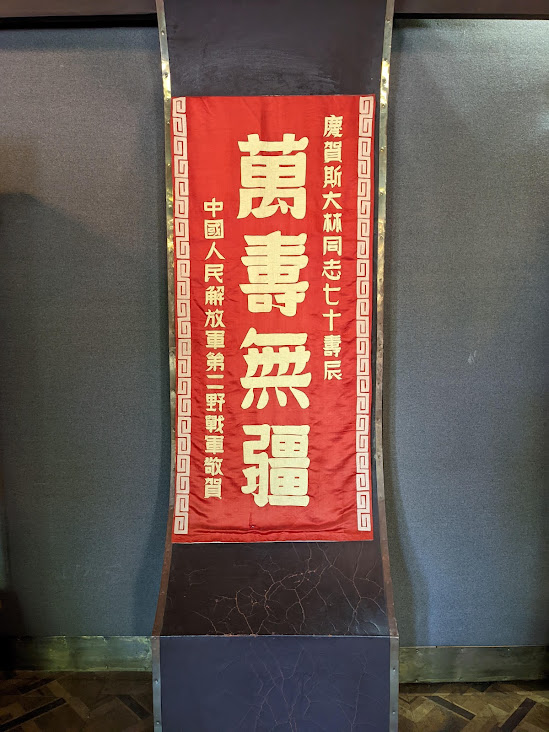 慶賀斯大林同志七十壽辰
萬壽無疆
中國人民解放軍第二野戰軍敬賀